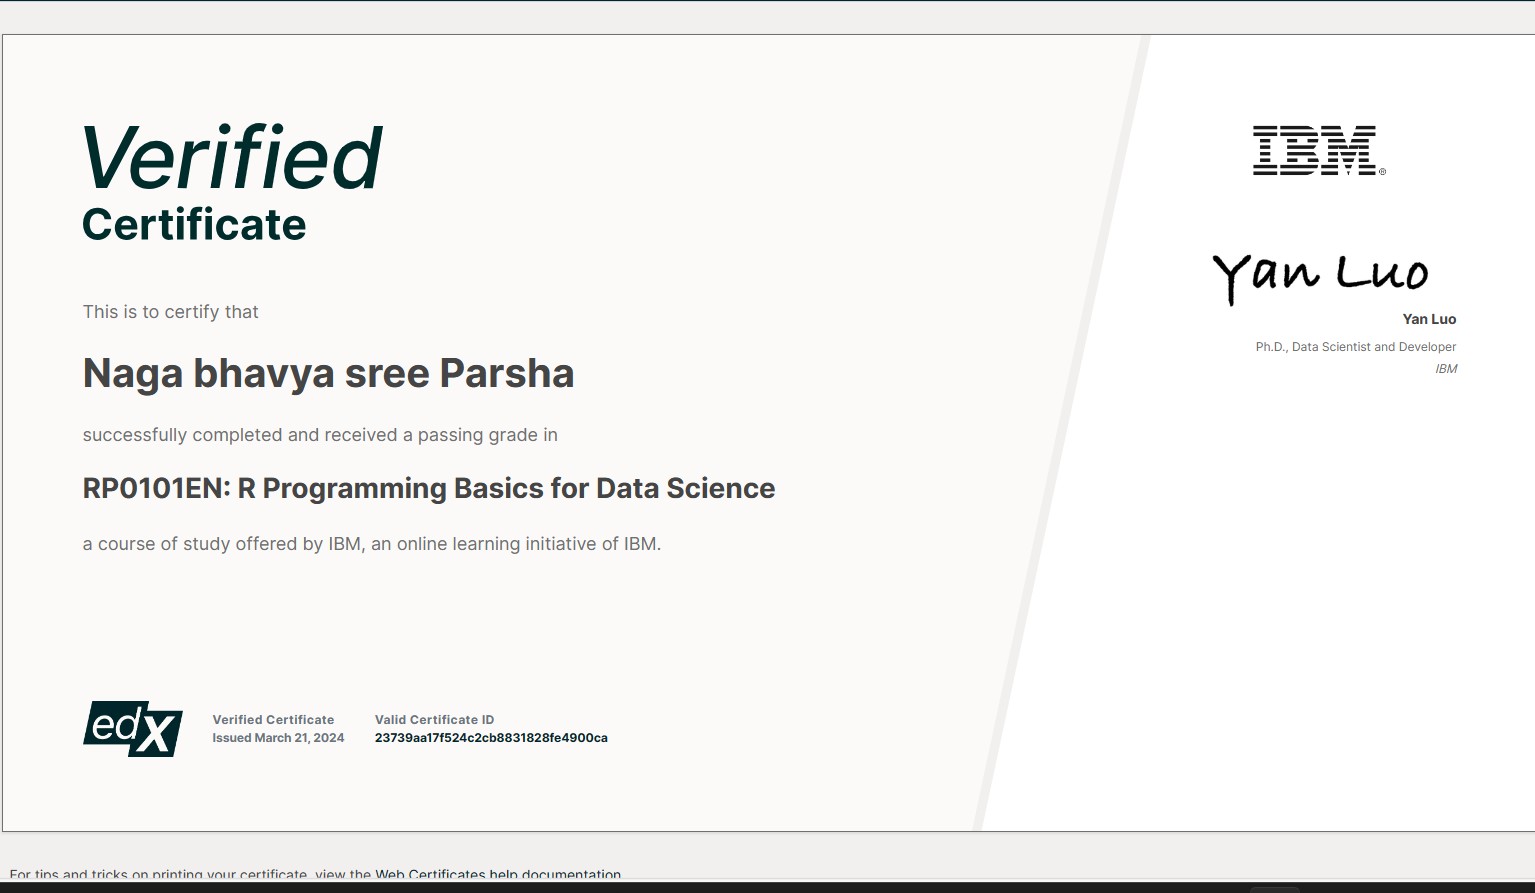 Verified
Certificate
This is to certify that
Naga bhavya sree Parsha
successfully completed and received a passing grade in
RP0101EN: R Programming Basics for Data Science
a course of study offered by IBM, an online learning initiative of IBM.
edX
Verified Certificate
Issued March 21, 2024
Valid Certificate ID
23739aa17f524c2cb8831828fe4900ca
IBM®
Yan Luo
Yan Luo
Ph.D., Data Scientist and Developer
IBM
For tips and tricks on printing your certificate, view the Web Certificates help documentation